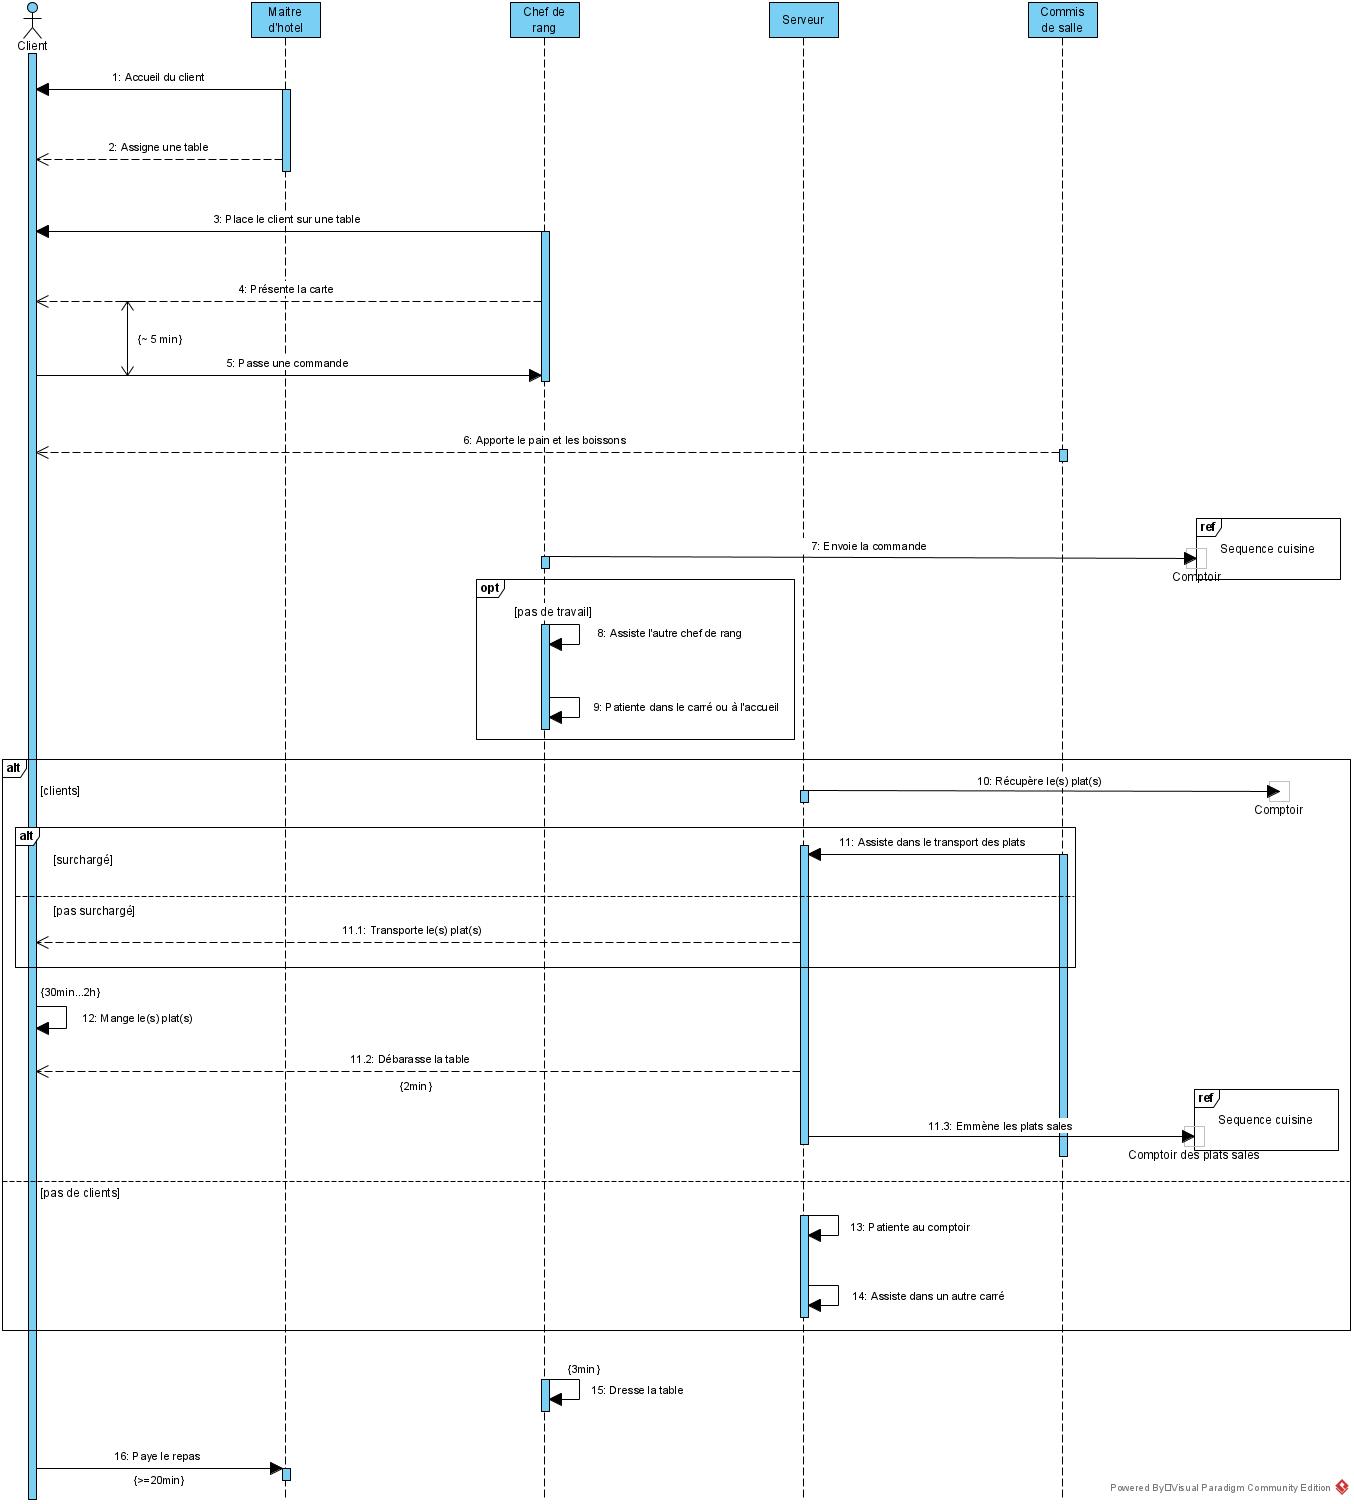 Client
Maitre
d'hotel
Chef de
rang
Serveur
Commis
de salle
1: Accueil du client
2: Assigne une table
3: Place le client sur une table
4: Présente la carte
{~ 5 min}
5: Passe une commande
6: Apporte le pain et les boissons
ref
Sequence cuisine
7: Envoie la commande
Comptoir
opt
[pas de travail]
8: Assiste l'autre chef de rang
9: Patiente dans le carré ou à l'accueil
alt
[clients]
10: Récupère le(s) plat(s)
Comptoir
alt
[surchargé]
11: Assiste dans le transport des plats
[pas surchargé]
11.1: Transporte le(s) plat(s)
{30min...2h}
12: Mange le(s) plat(s)
11.2: Débarasse la table
{2min}
ref
Sequence cuisine
11.3: Emmène les plats sales
Comptoir des plats sales
[pas de clients]
13: Patiente au comptoir
14: Assiste dans un autre carré
{3min}
15: Dresse la table
16: Paye le repas
{>=20min}
Powered By Visual Paradigm Community Edition